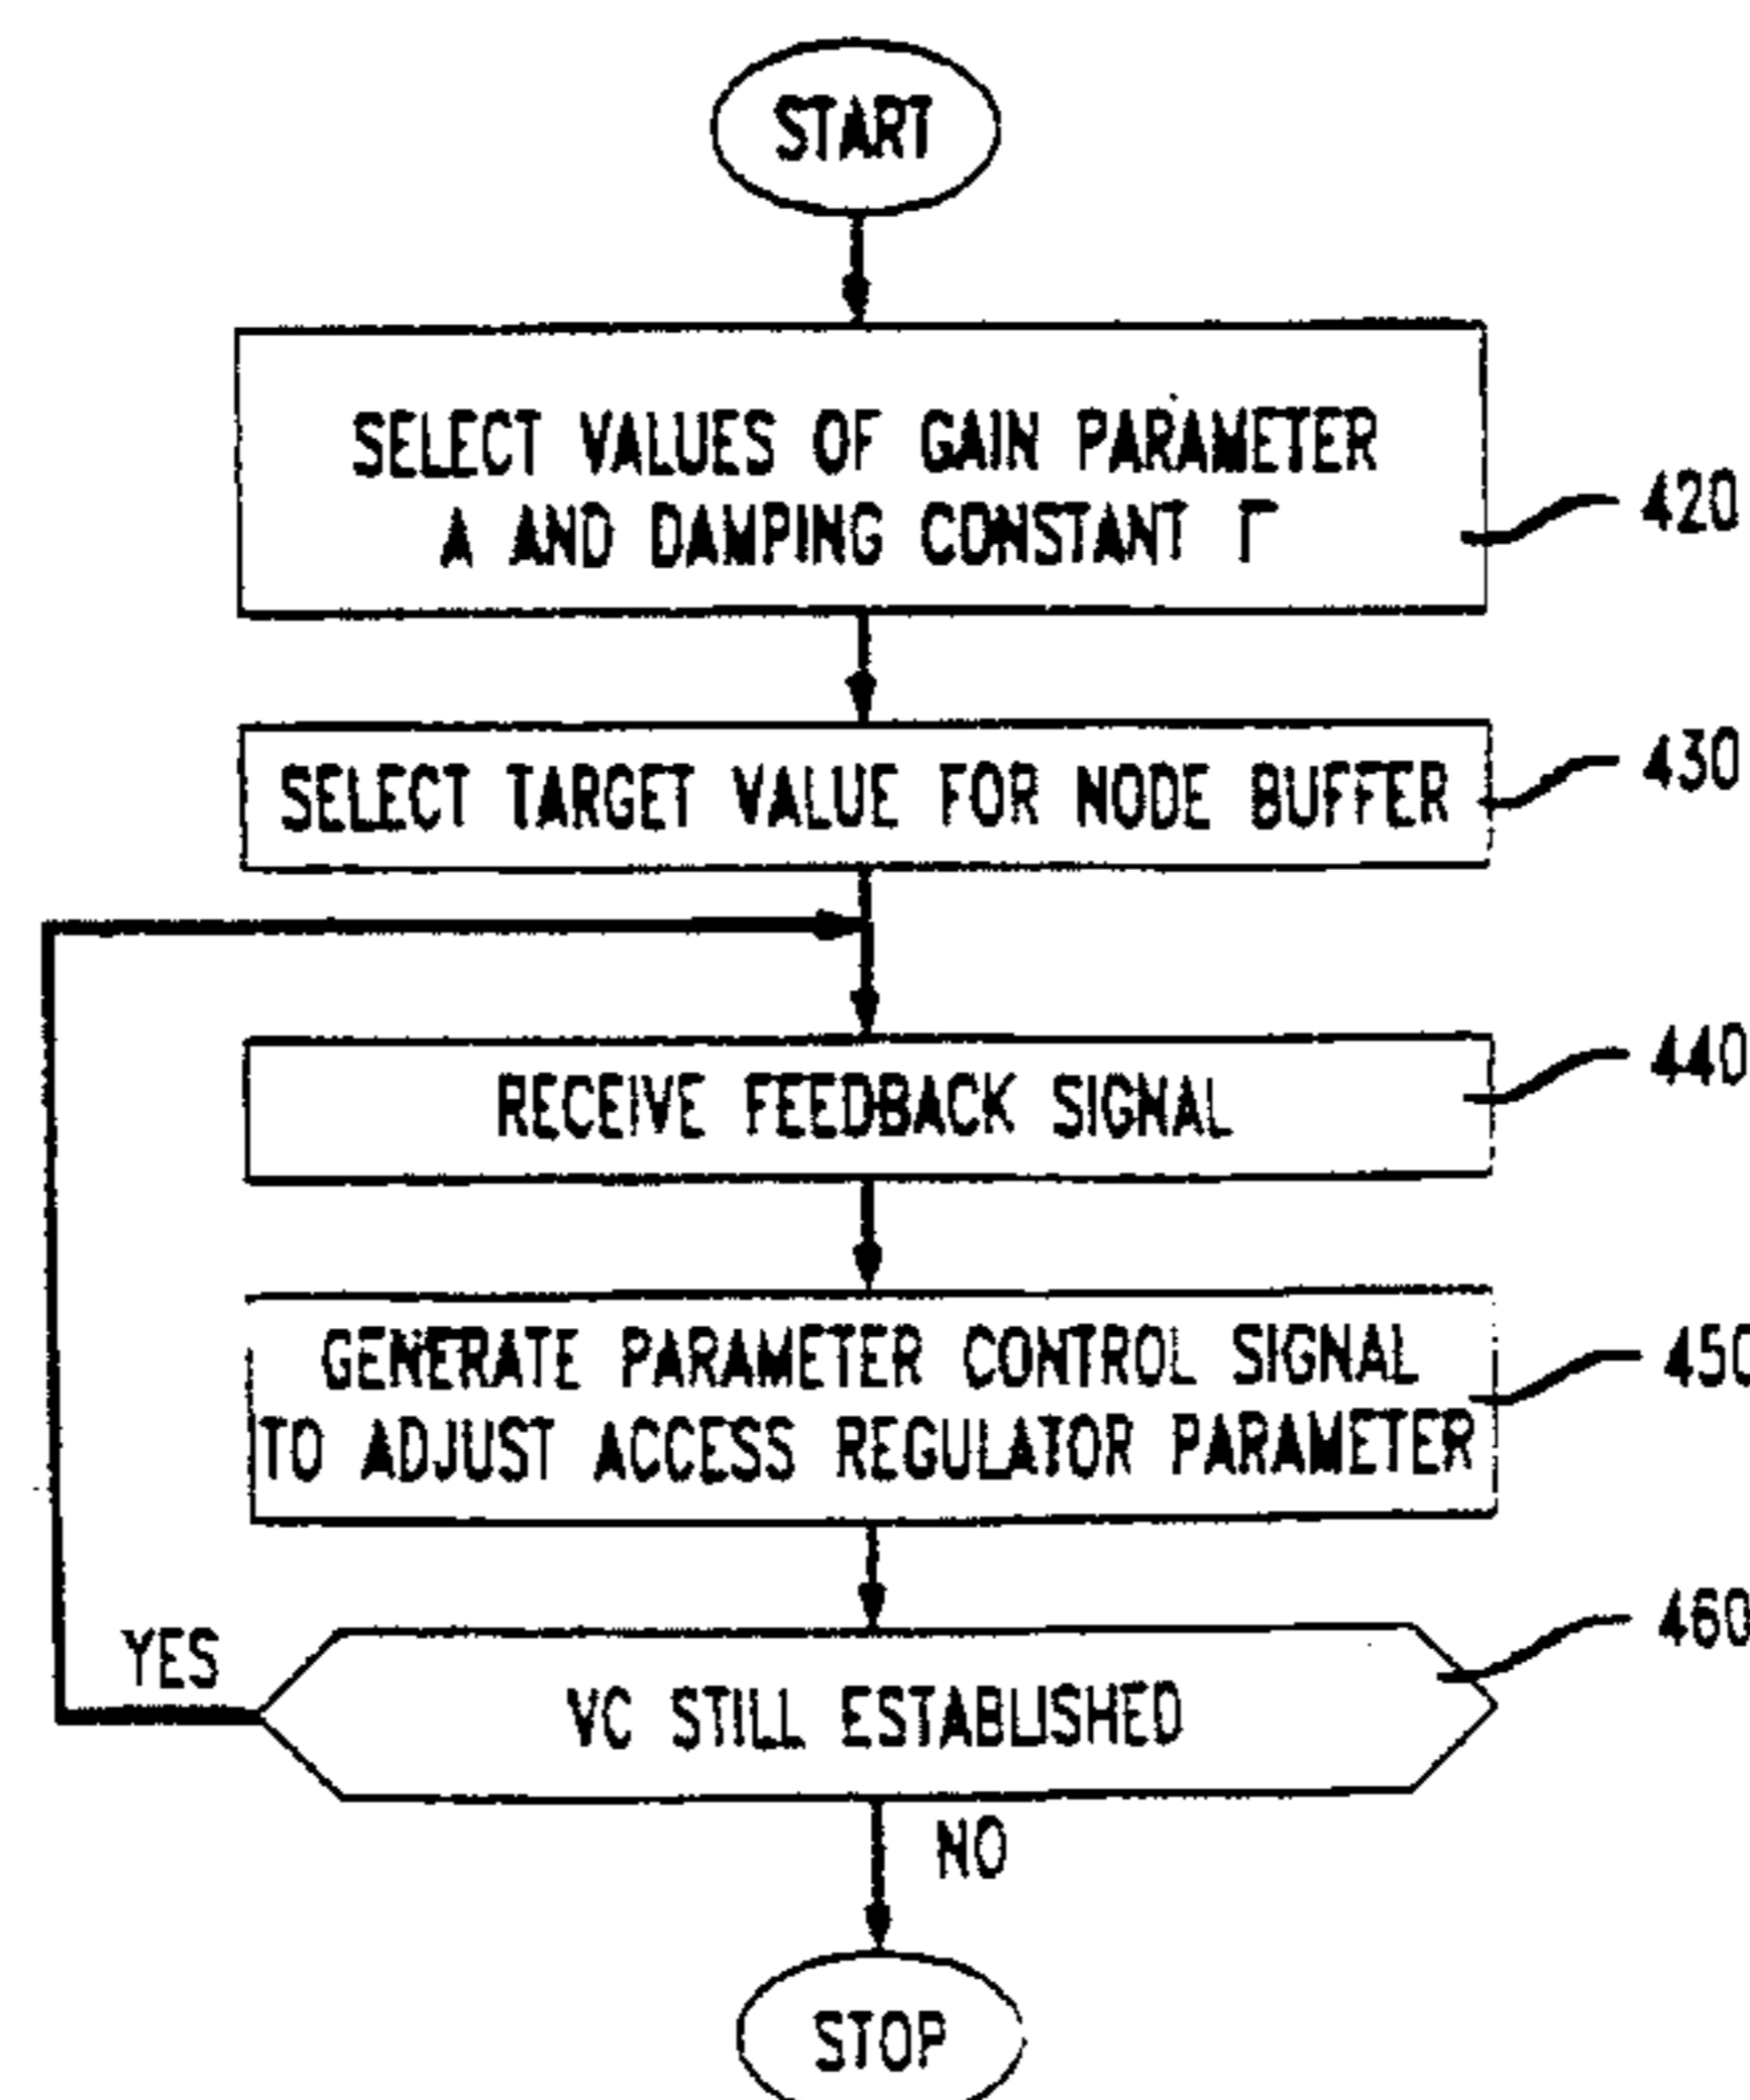 START
SELECT VALUES OF GAIN PARAMETER
A AND DAMPING CONSTANT Γ
420
SELECT TARGET VALUE FOR NODE BUFFER
430
RECEIVE FEEDBACK SIGNAL
440
GENERATE PARAMETER CONTROL SIGNAL
TO ADJUST ACCESS REGULATOR PARAMETER
450
VC STILL ESTABLISHED
460
YES
NO
STOP